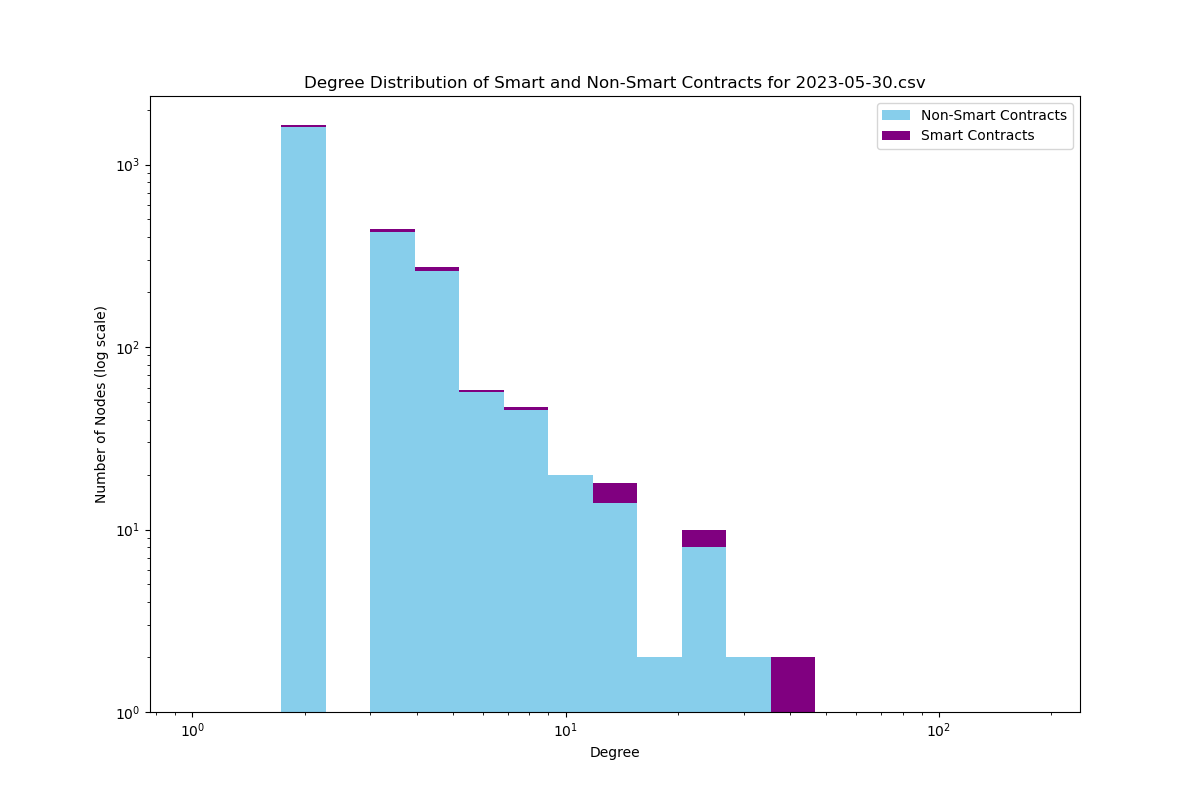 Degree Distribution of Smart and Non-Smart Contracts for 2023-05-30.csv
Non-Smart Contracts
Smart Contracts
Number of Nodes (log scale)
10³
10²
10¹
10⁰
10⁰ 10¹ 10²
Degree